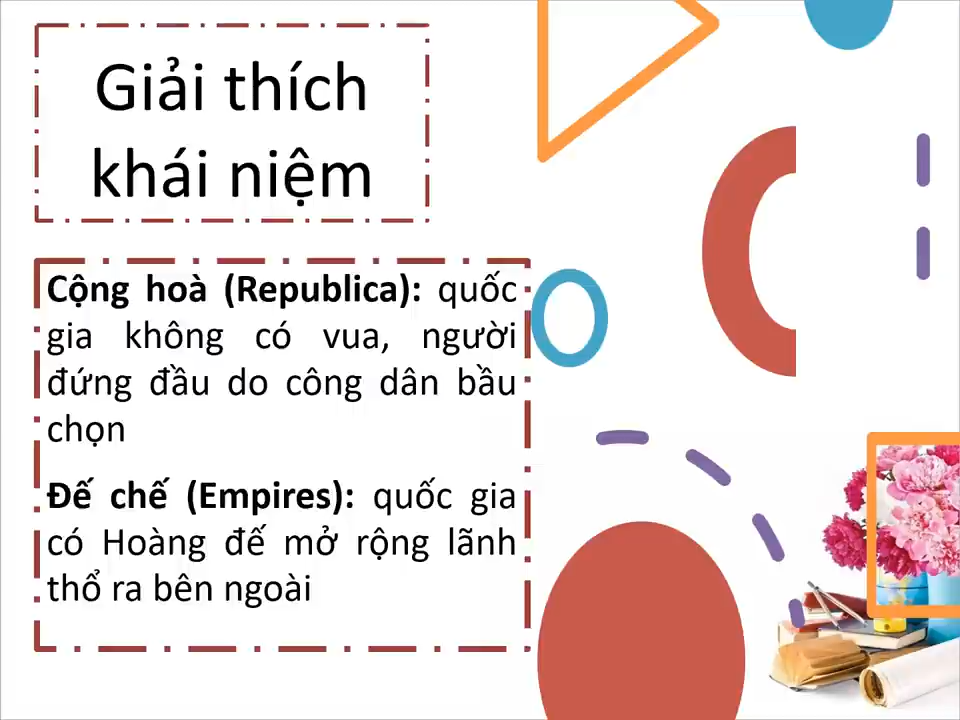 Giải thích
khái niệm
Cộng hoà (Republica): quốc
gia không có vua, người
đứng đầu do công dân bầu
chọn
Đế chế (Empires): quốc gia
có Hoàng đế mở rộng lãnh
thổ ra bên ngoài